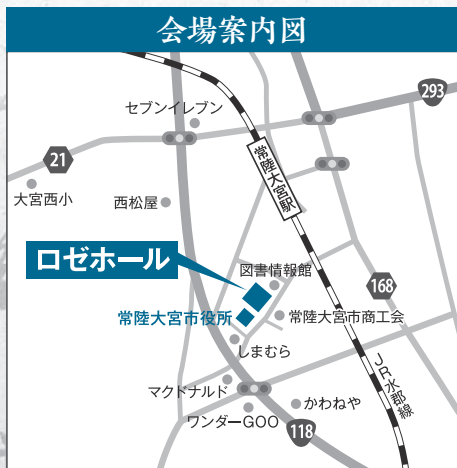 会場案内図
293
セブンイレブン
21
常陸大宮駅
大宮西小
西松屋
ロゼホール
図書情報館
168
常陸大宮市役所
常陸大宮市商工会
しまむら
JR水郡線
マクドナルド
かわねや
ワンダーGOO
118